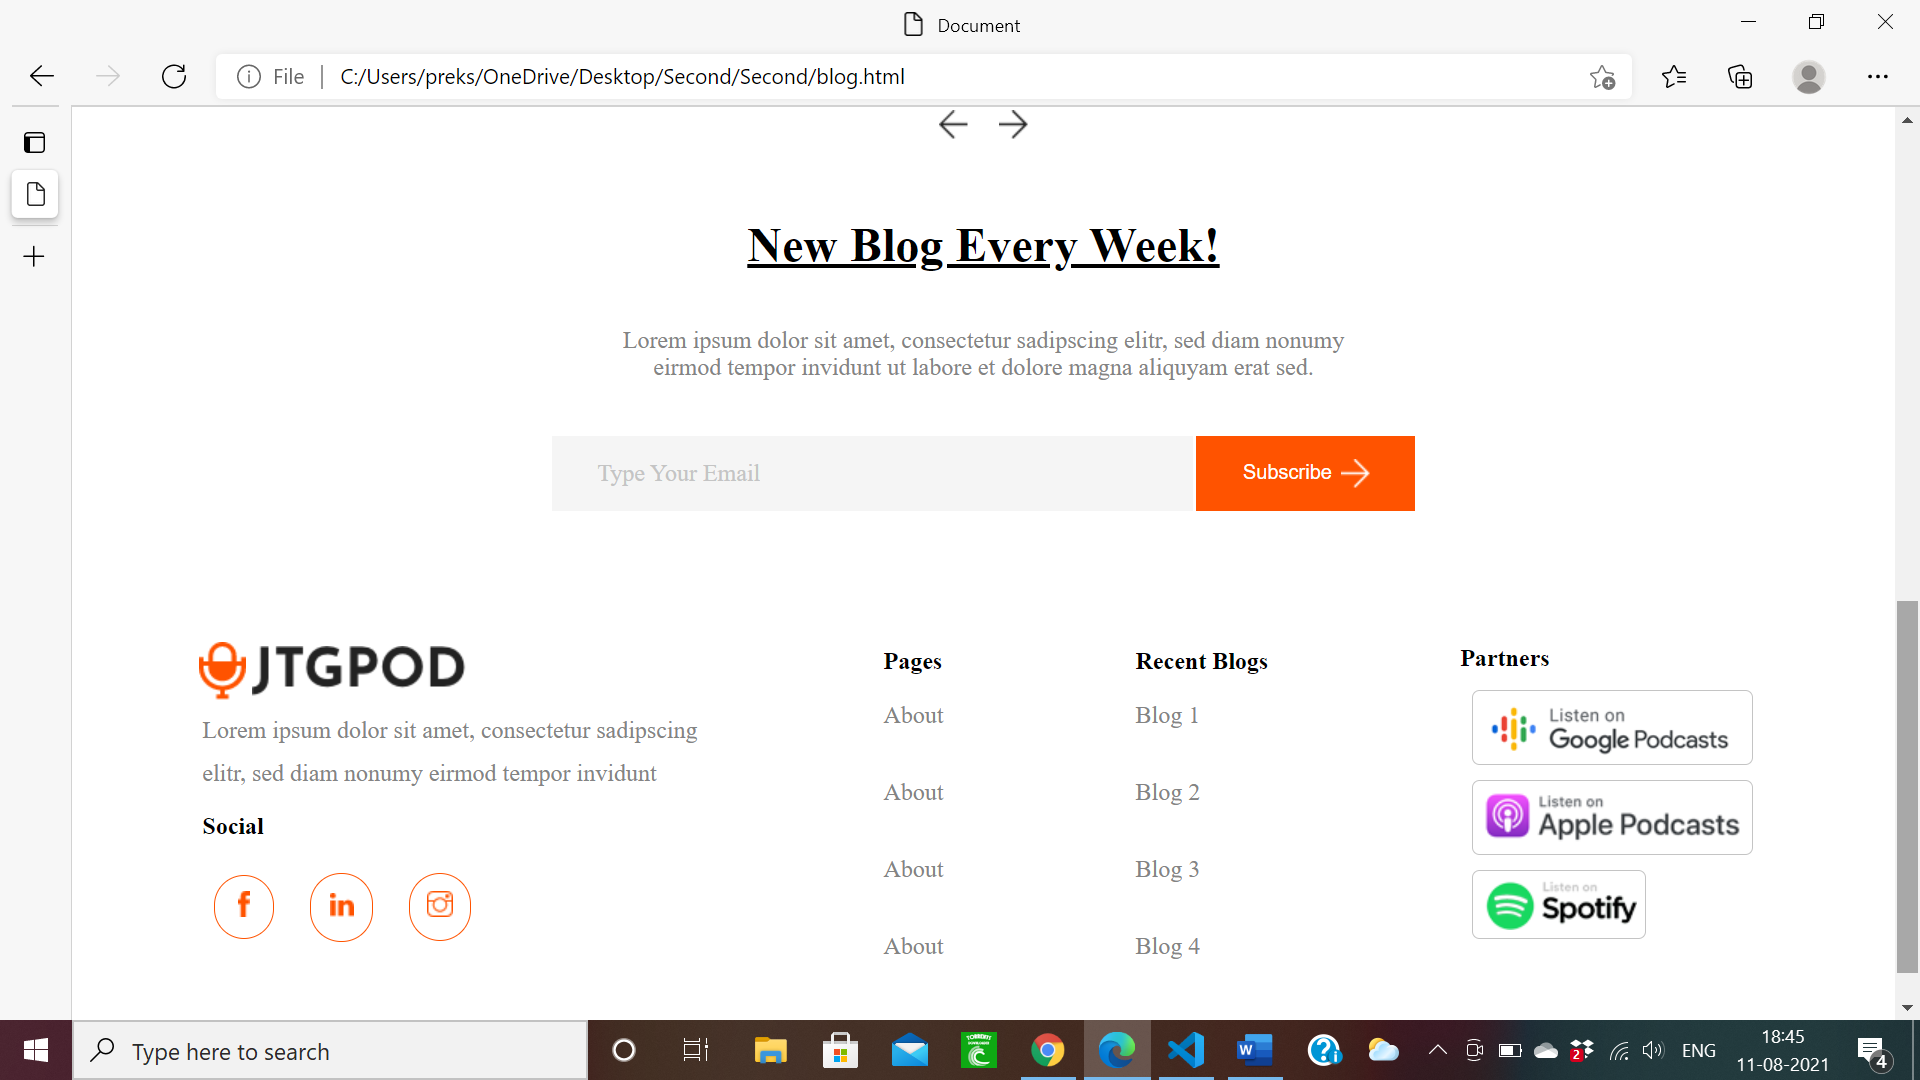 Document
File
C:/Users/preks/OneDrive/Desktop/Second/Second/blog.html
New Blog Every Week!
Lorem ipsum dolor sit amet, consectetur sadipscing elitr, sed diam nonumy
eirmod tempor invidunt ut labore et dolore magna aliquyam erat sed.
Type Your Email
Subscribe
JTGPOD
Lorem ipsum dolor sit amet, consectetur sadipscing
elitr, sed diam nonumy eirmod tempor invidunt
Social
f
in
Pages
About
About
About
About
Recent Blogs
Blog 1
Blog 2
Blog 3
Blog 4
Partners
Listen on
Google Podcasts
Listen on
Apple Podcasts
Listen on
Spotify
Type here to search
W
2
ENG
18:45
11-08-2021
4